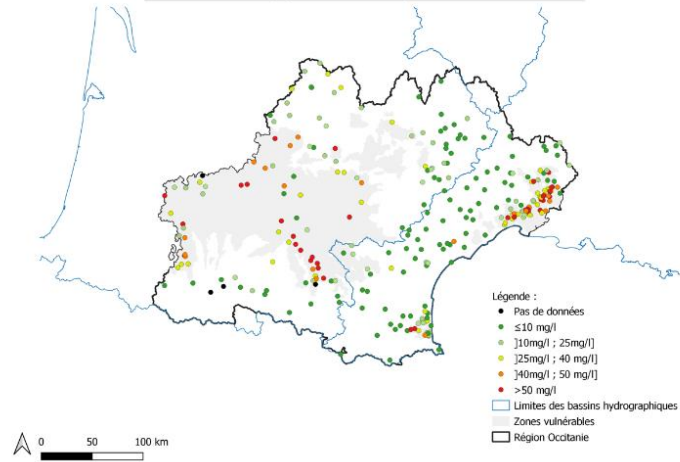 Légende :
Pas de données
≤10 mg/l
]10mg/l ; 25mg/l]
]25mg/l ; 40 mg/l]
]40mg/l ; 50 mg/l]
>50 mg/l
Limites des bassins hydrographiques
Zones vulnérables
Région Occitanie
0 50 100 km